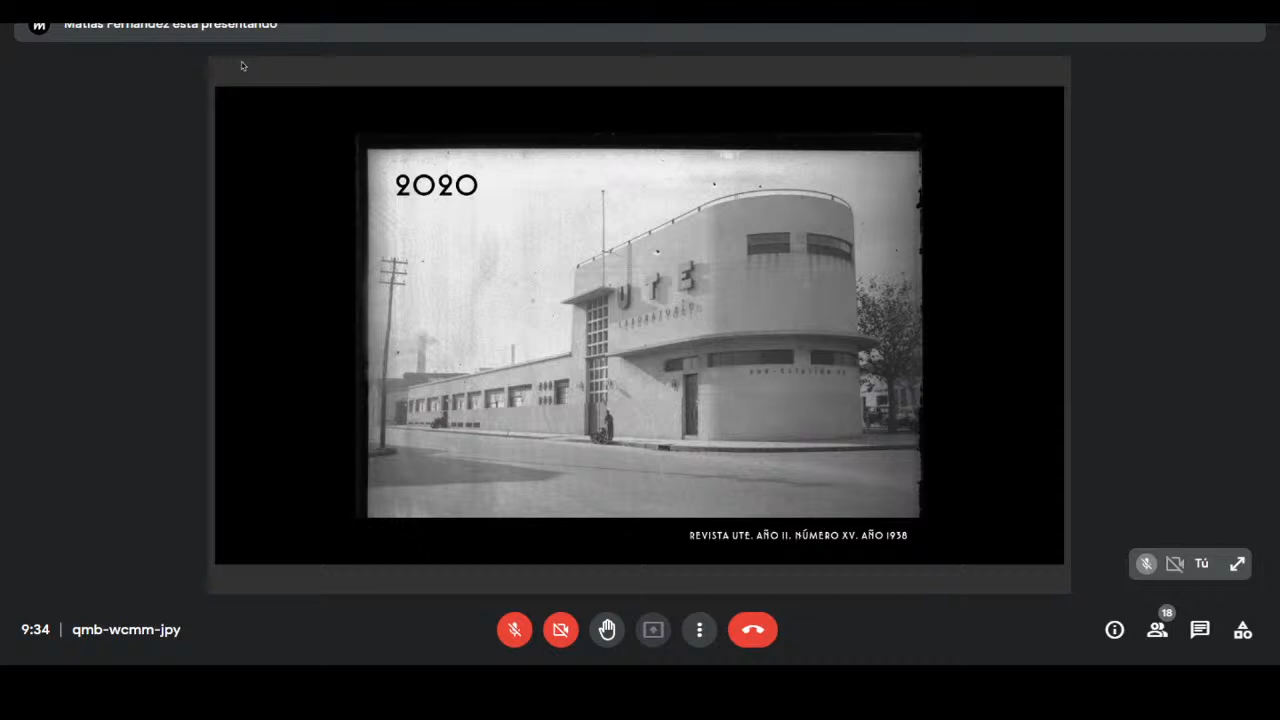 Matías Fernández está presentando
2020
UTE
LABORATORIO
REVISTA UTE. AÑO II. NÚMERO XV. AÑO 1938
Tú
18
9:34 | qmb-wcmm-jpy